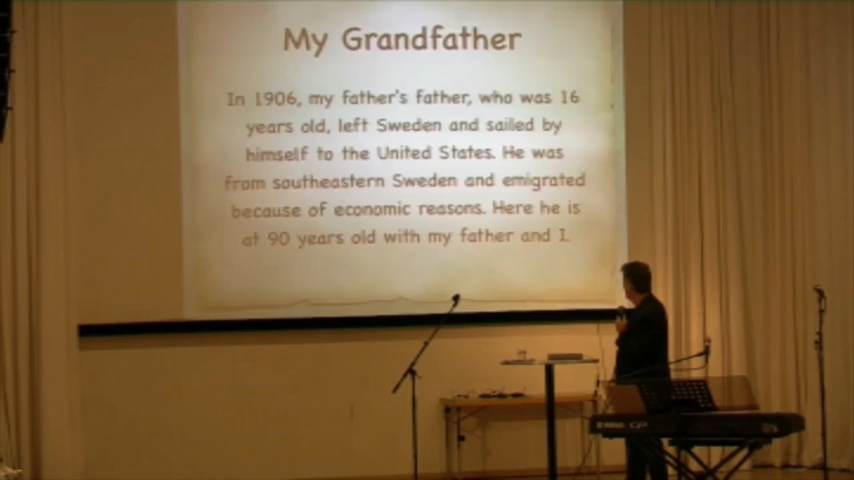 My Grandfather
In 1906, my father's father, who was 16
years old, left Sweden and sailed by
himself to the United States. He was
from southeastern Sweden and emigrated
because of economic reasons. Here he is
at 90 years old with my father and I.